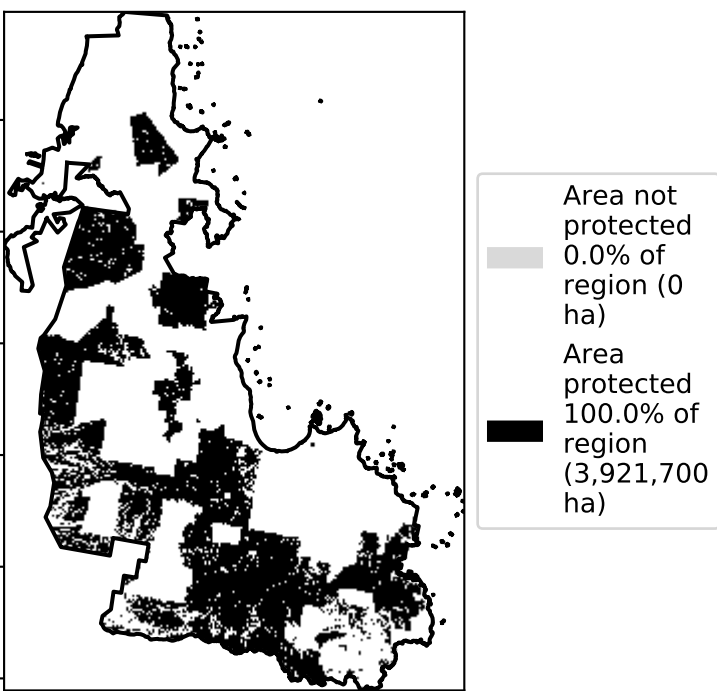 Area not
protected
0.0% of
region (0
ha)
Area
protected
100.0% of
region
(3,921,700
ha)